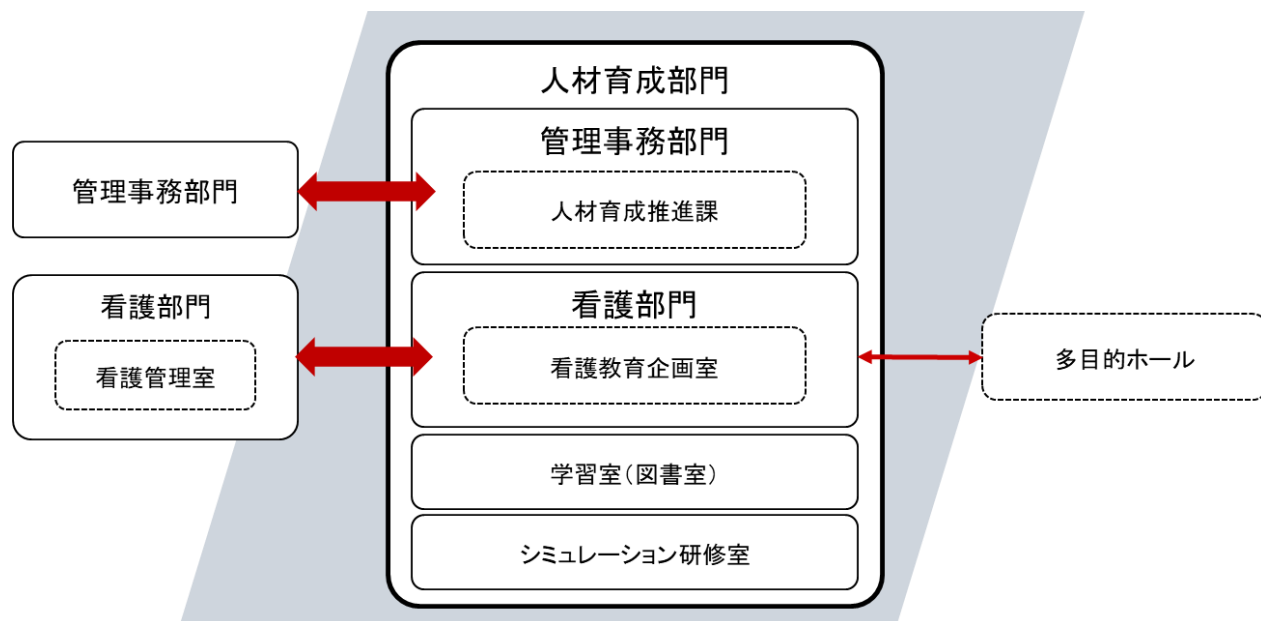 人材育成部門
管理事務部門
人材育成推進課
管理事務部門
看護部門
看護管理室
看護部門
看護教育企画室
多目的ホール
学習室（図書室）
シミュレーション研修室